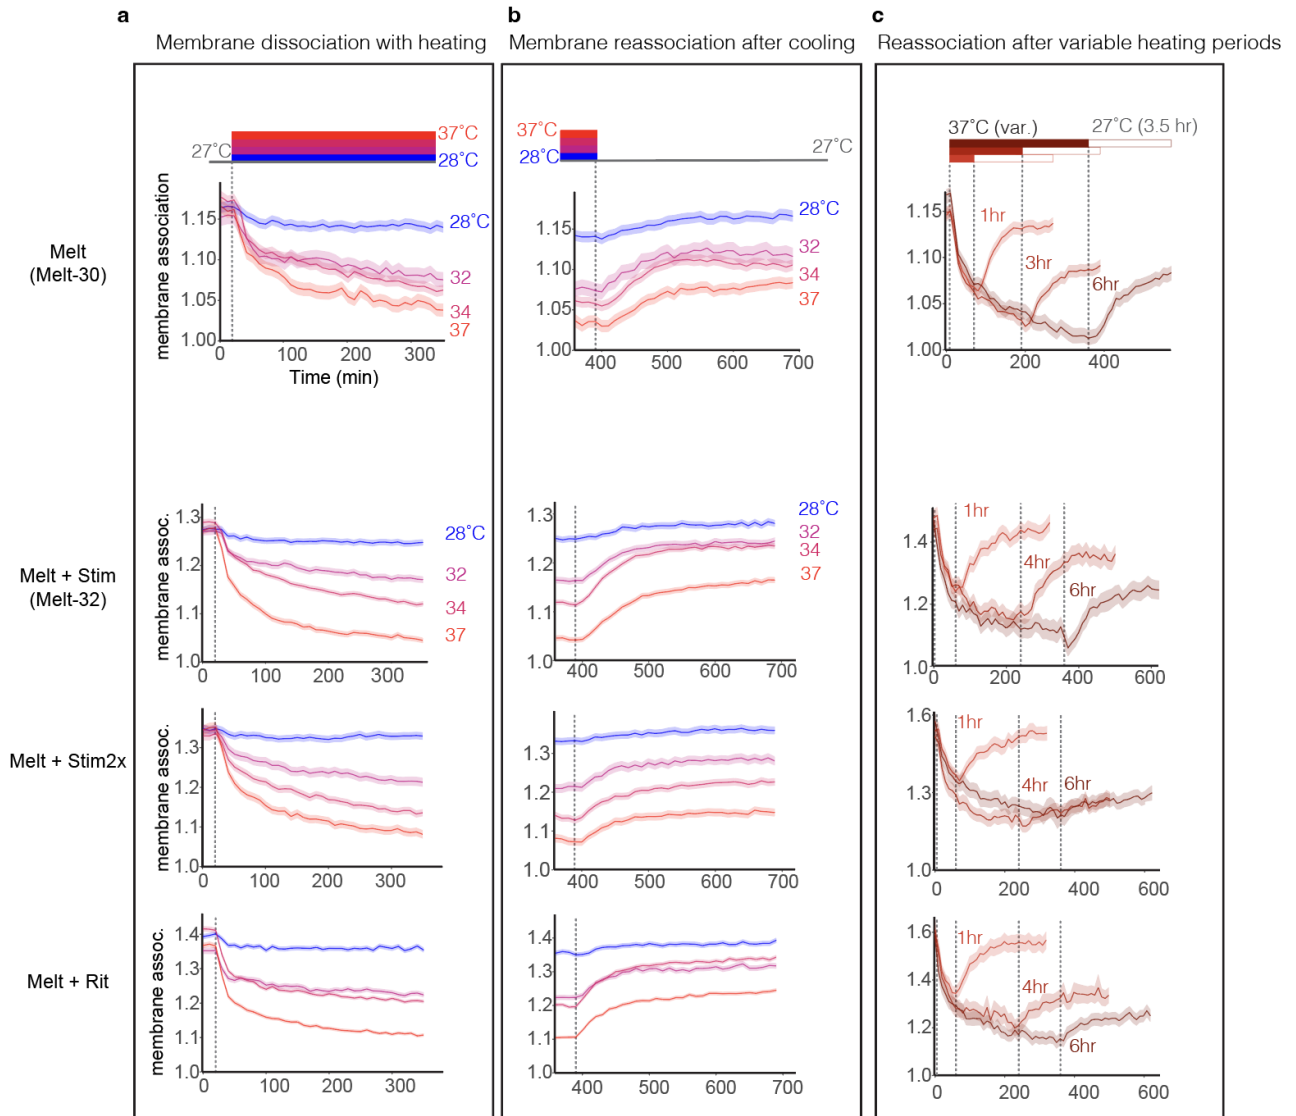 a
b
c
Membrane dissociation with heating
Membrane reassociation after cooling
Reassociation after variable heating periods
Melt
(Melt-30)
27°C
37°C
28°C
membrane association
1.15
1.10
1.05
1.00
0
100
200
300
Time (min)
28°C
32
34
37
37°C
28°C
27°C
1.15
1.10
1.05
1.00
400
500
600
700
28°C
32
34
37
37°C (var.)
27°C (3.5 hr)
1.15
1.10
1.05
1.00
0
200
400
1hr
3hr
6hr
Melt + Stim
(Melt-32)
membrane assoc.
1.3
1.2
1.1
1.0
0
100
200
300
28°C
32
34
37
1.3
1.2
1.1
1.0
400
500
600
700
28°C
32
34
37
1.4
1.2
1.0
0
200
400
600
1hr
4hr
6hr
Melt + Stim2x
membrane assoc.
1.3
1.2
1.1
1.0
0
100
200
300
1.3
1.2
1.1
1.0
400
500
600
700
1.6
1.3
1.0
0
200
400
600
1hr
4hr
6hr
Melt + Rit
membrane assoc.
1.4
1.3
1.2
1.1
1.0
0
100
200
300
1.4
1.3
1.2
1.1
1.0
400
500
600
700
1.6
1.4
1.2
1.0
0
200
400
600
1hr
4hr
6hr